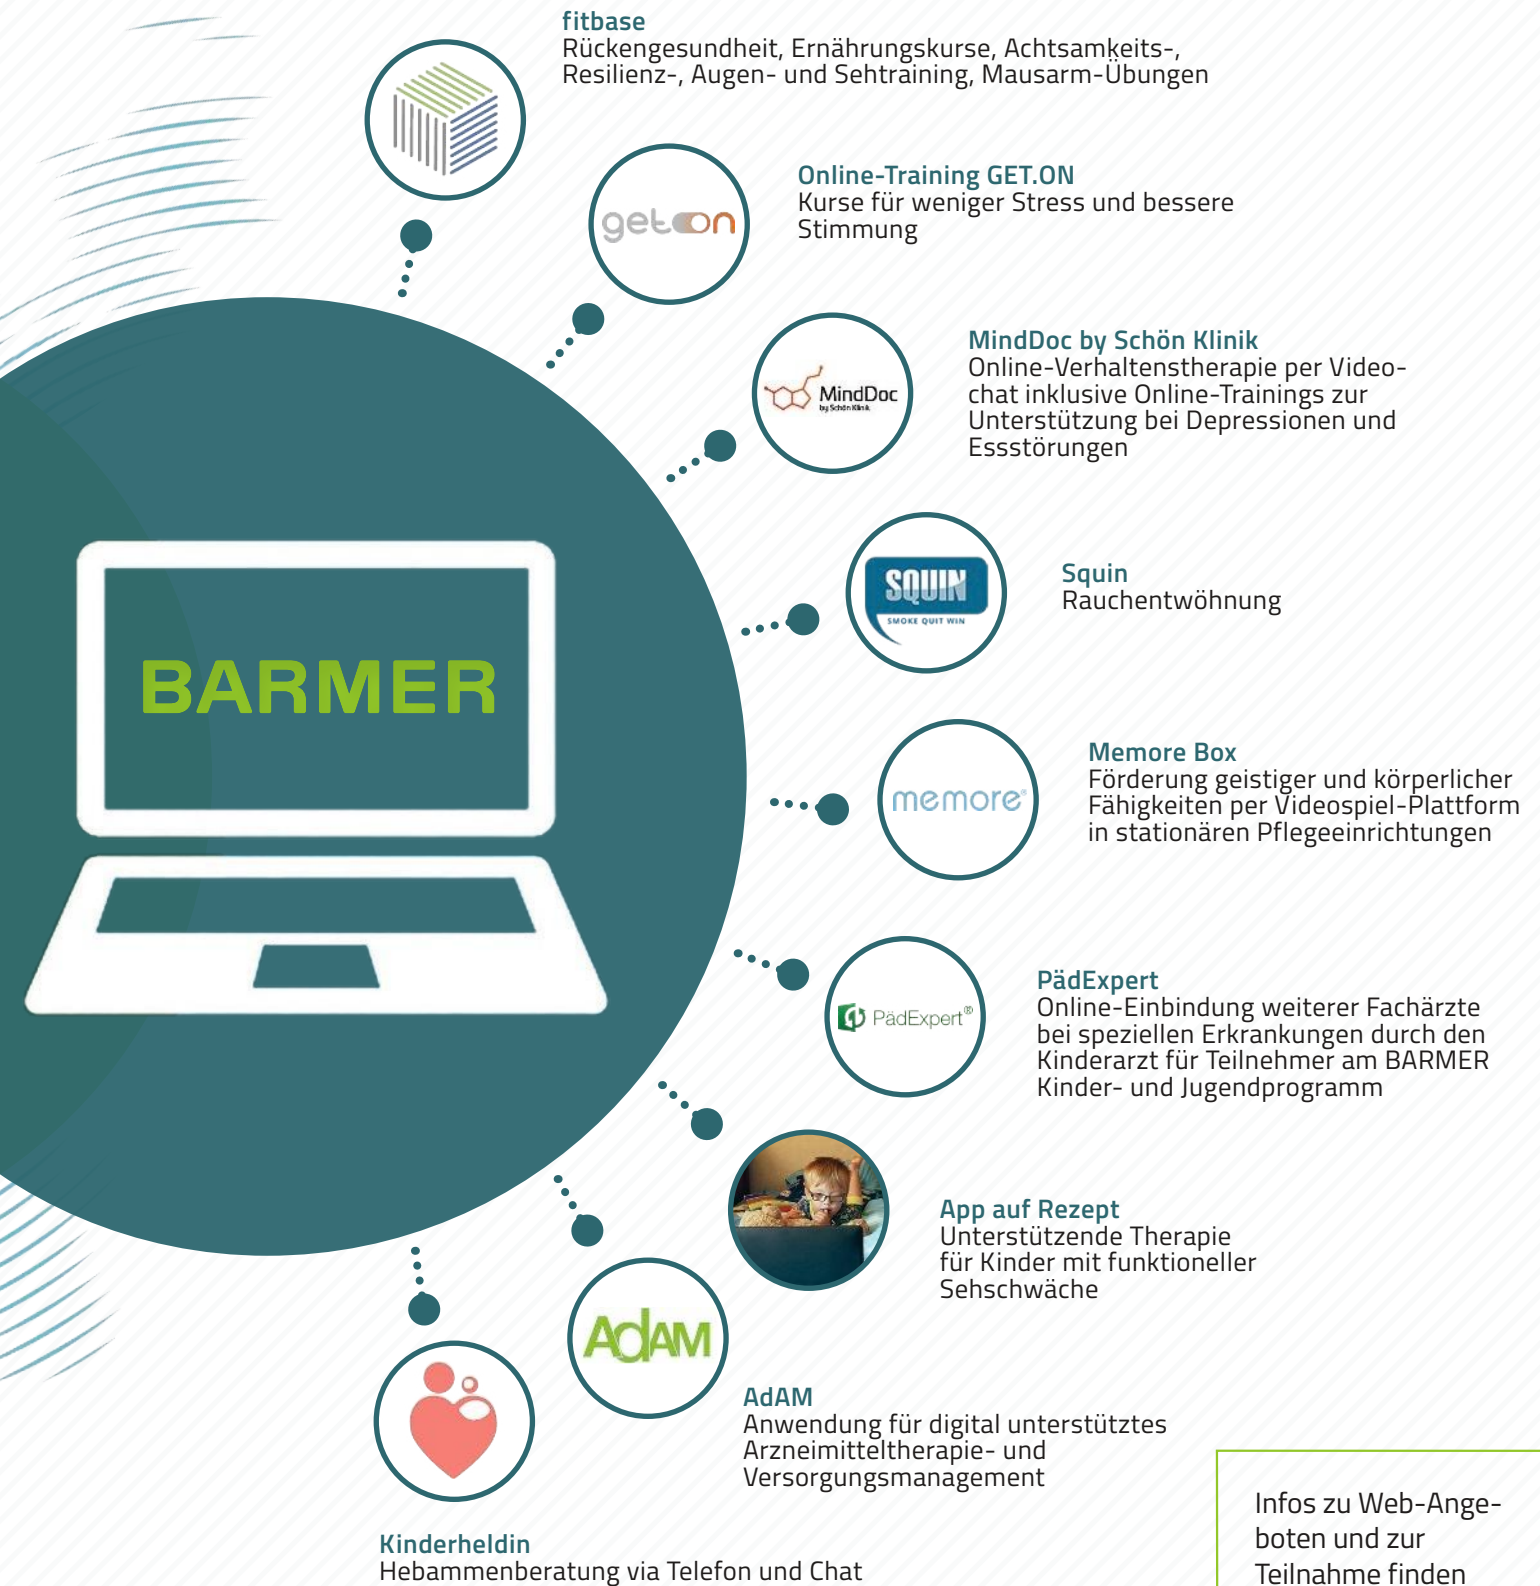 fitbase
Rückengesundheit, Ernährungskurse, Achtsamkeits-,
Resilienz-, Augen- und Sehtraining, Mausarm-Übungen
get on
Online-Training GET.ON
Kurse für weniger Stress und bessere
Stimmung
MindDoc
by Schön Klinik
MindDoc by Schön Klinik
Online-Verhaltenstherapie per Video-
chat inklusive Online-Trainings zur
Unterstützung bei Depressionen und
Essstörungen
SQUIN
SMOKE QUIT WIN
Squin
Rauchentwöhnung
BARMER
memore®
Memore Box
Förderung geistiger und körperlicher
Fähigkeiten per Videospiel-Plattform
in stationären Pflegeeinrichtungen
PädExpert®
PädExpert
Online-Einbindung weiterer Fachärzte
bei speziellen Erkrankungen durch den
Kinderarzt für Teilnehmer am BARMER
Kinder- und Jugendprogramm
App auf Rezept
Unterstützende Therapie
für Kinder mit funktioneller
Sehschwäche
AdAM
AdAM
Anwendung für digital unterstütztes
Arzneimitteltherapie- und
Versorgungsmanagement
Kinderheldin
Hebammenberatung via Telefon und Chat
Infos zu Web-Ange-
boten und zur
Teilnahme finden